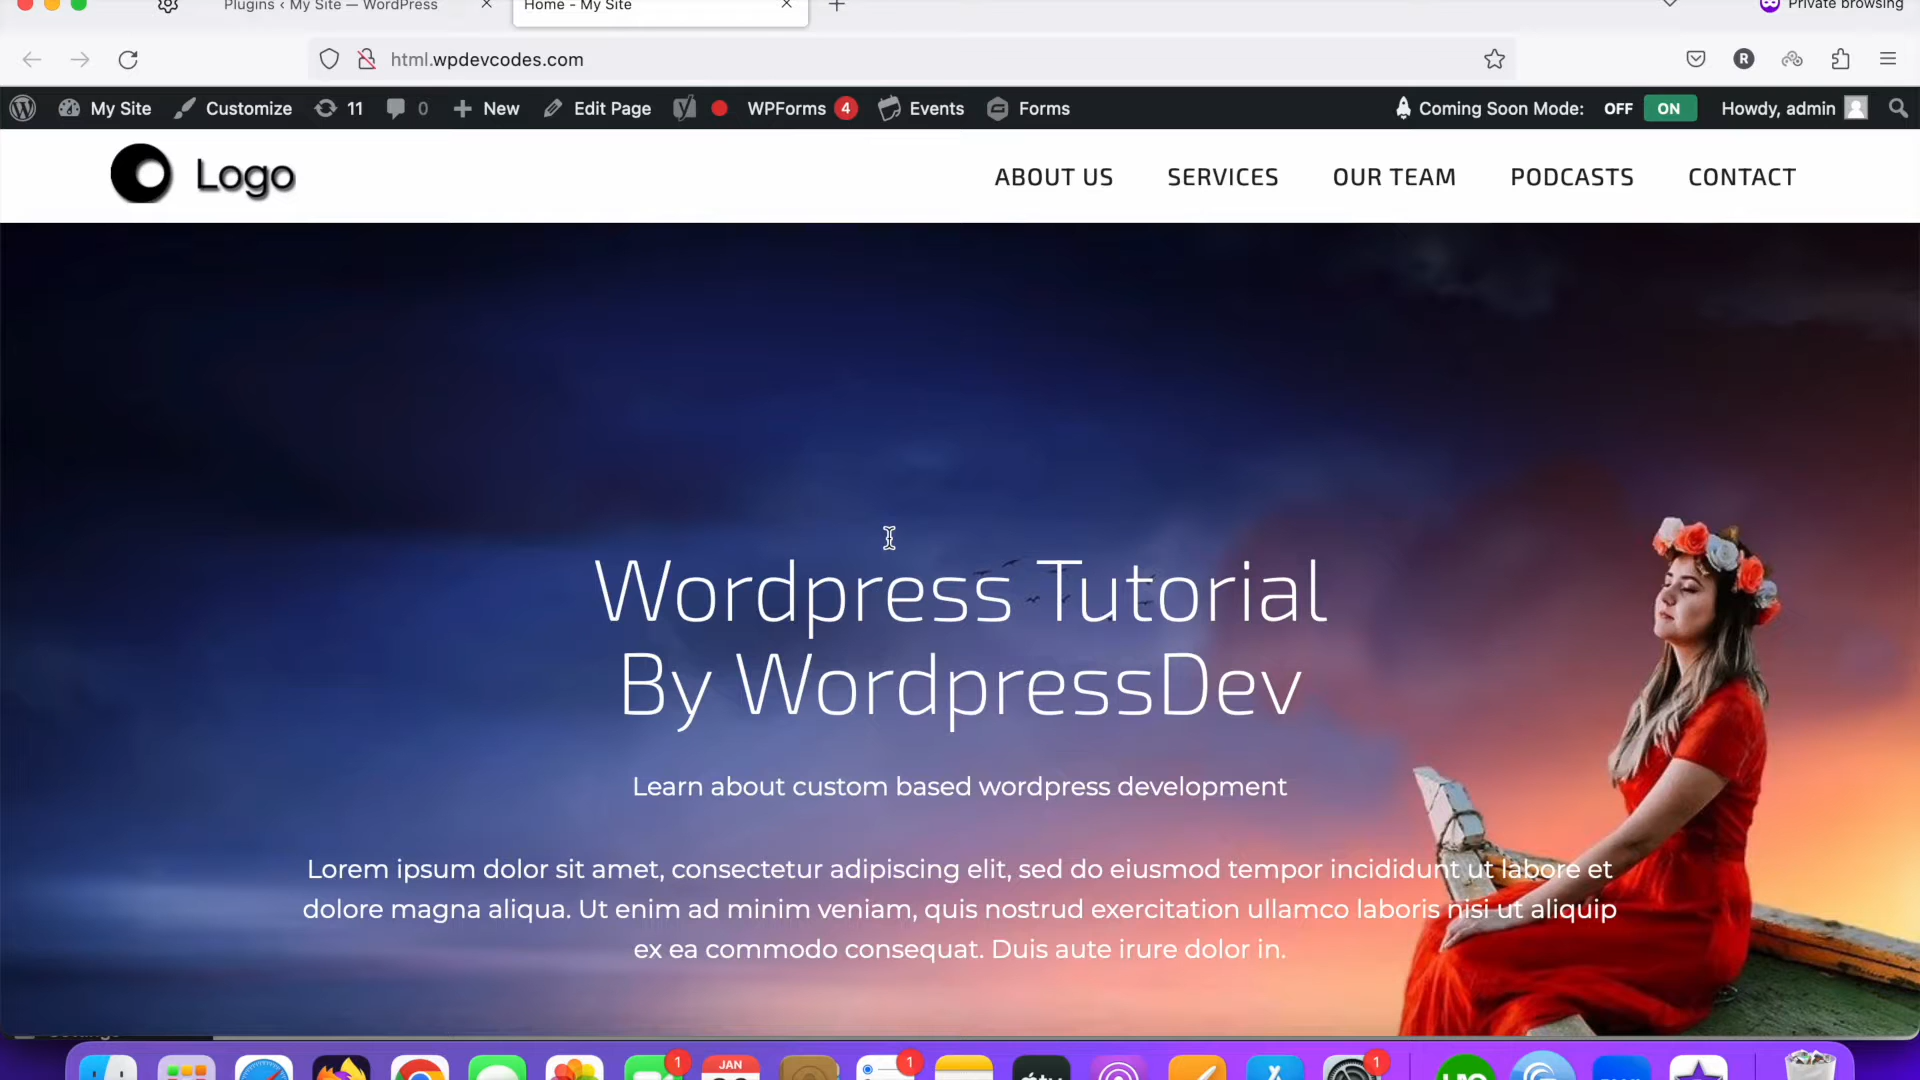 Plugins ‹ My Site — WordPress
Home - My Site
Private browsing
html.wpdevcodes.com
R
My Site
Customize
11
0
New
Edit Page
WPForms 4
Events
Forms
Coming Soon Mode: OFF ON
Howdy, admin
Logo
ABOUT US
SERVICES
OUR TEAM
PODCASTS
CONTACT
Wordpress Tutorial
By WordpressDev
Learn about custom based wordpress development
Lorem ipsum dolor sit amet, consectetur adipiscing elit, sed do eiusmod tempor incididunt ut labore et
dolore magna aliqua. Ut enim ad minim veniam, quis nostrud exercitation ullamco laboris nisi ut aliquip
ex ea commodo consequat. Duis aute irure dolor in.
1
JAN
1
1